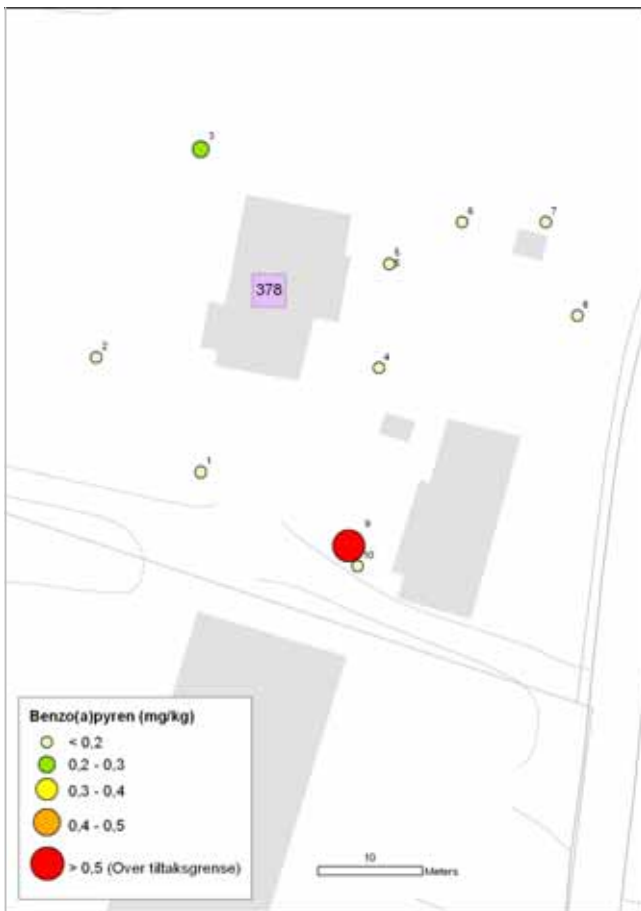 3
6
7
5
378
8
2
4
1
9
10
Benzo(a)pyren (mg/kg)
< 0,2
0,2 - 0,3
0,3 - 0,4
0,4 - 0,5
> 0,5 (Over tiltaksgrense)
10
Meters